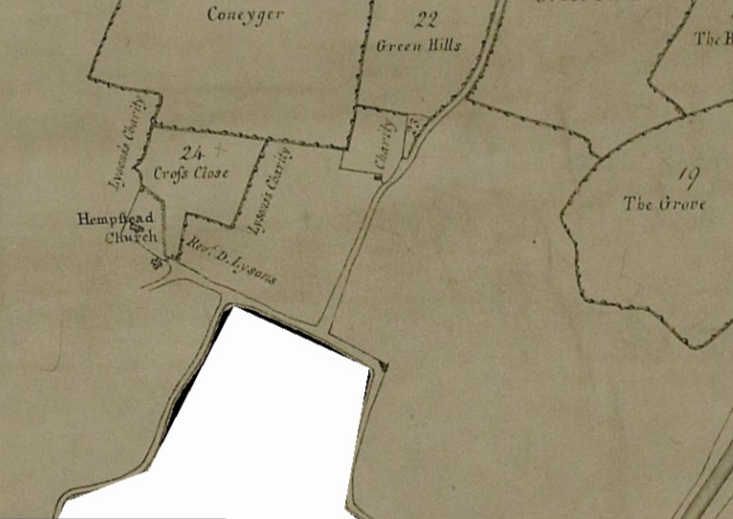 Coneyger
22
Green Hills
The
Lysons's Charity
24
Cross Close
Lysons's Charity
Charity
23
19
The Grove
Hempstead
Church
Revd. D. Lysons